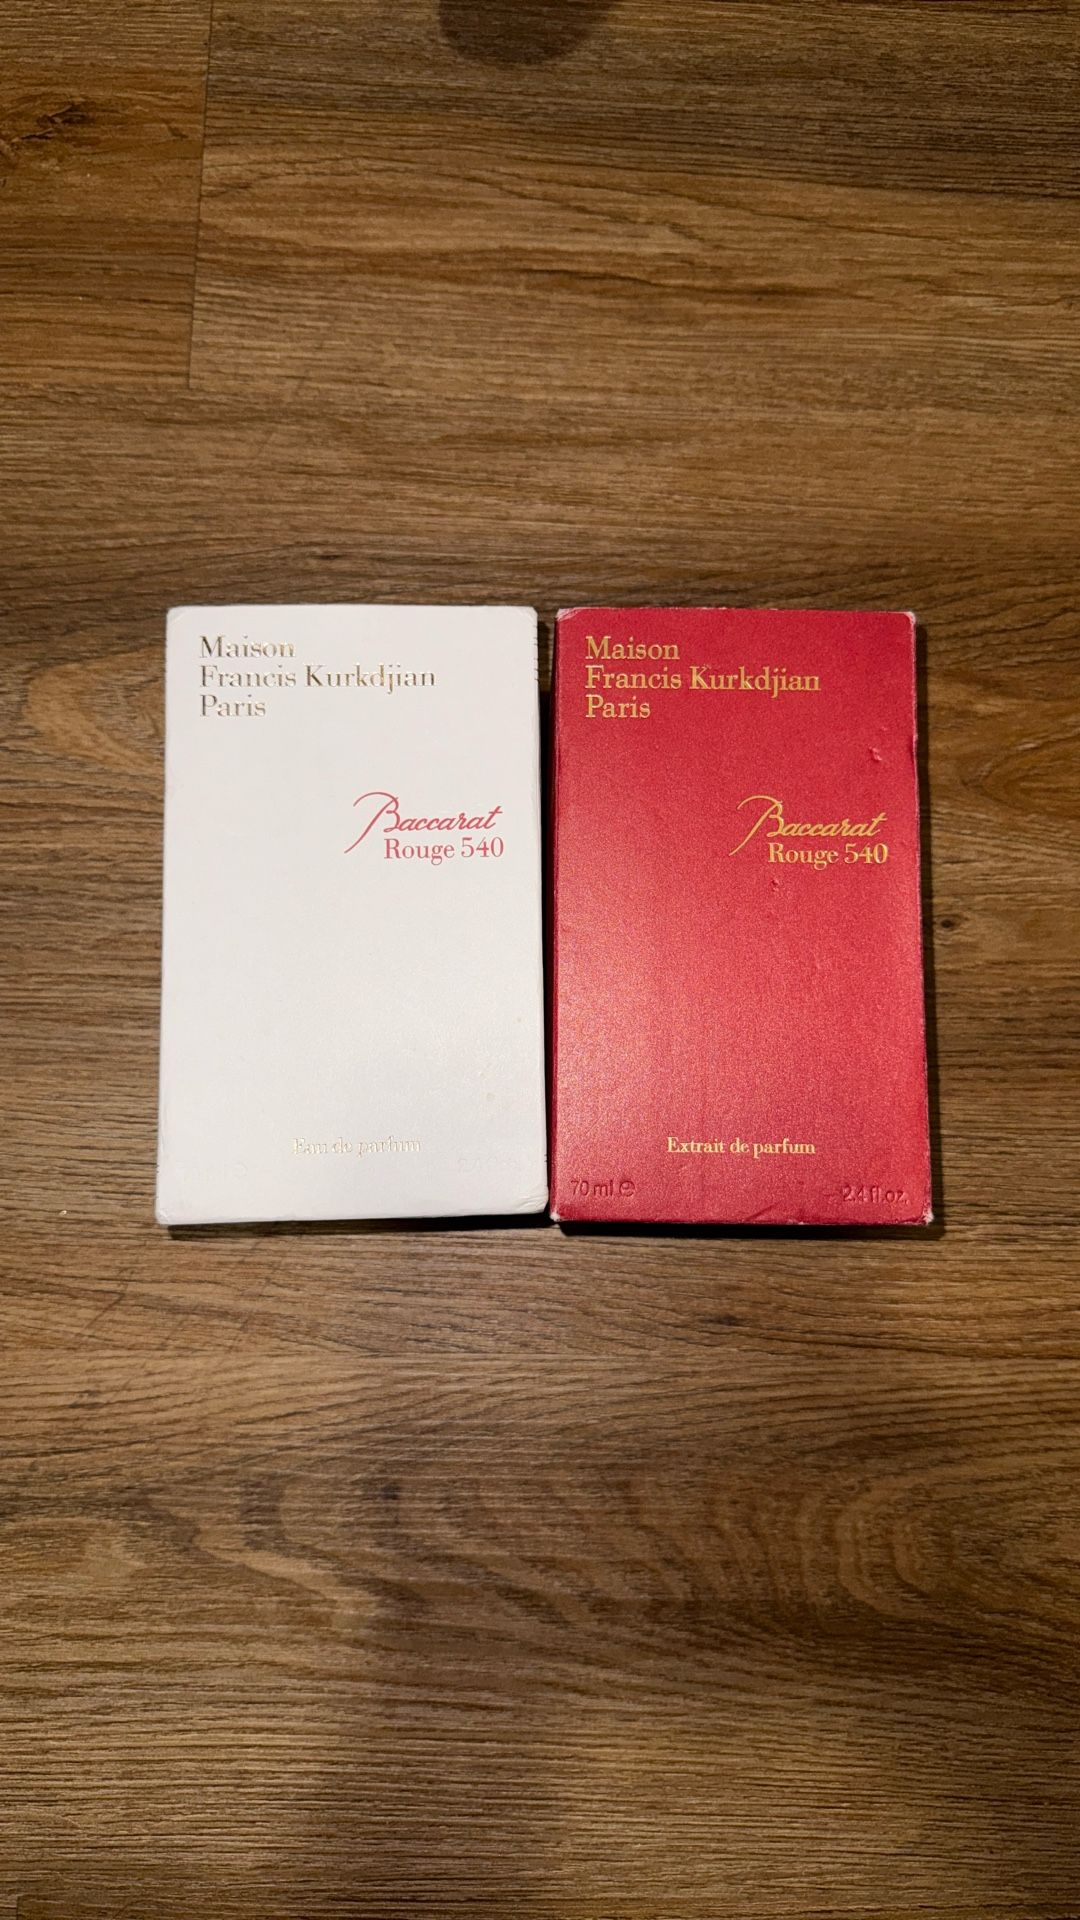 Maison
Francis Kurkdjian
Paris
Baccarat
Rouge 540
Eau de parfum
Maison
Francis Kurkdjian
Paris
Baccarat
Rouge 540
Extrait de parfum
70 ml ℮
2.4 fl.oz.